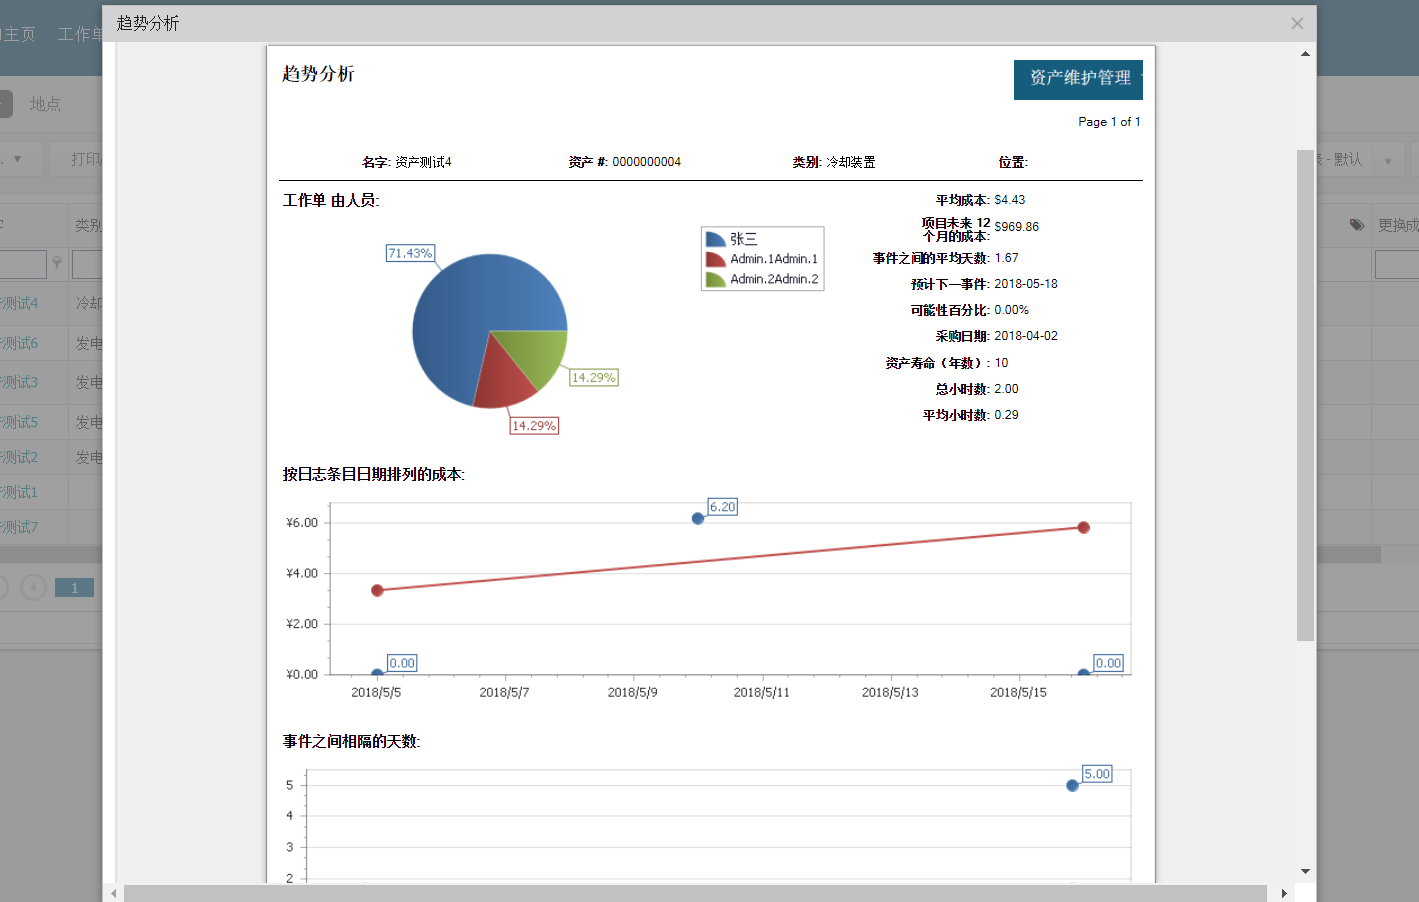 趋势分析
主页 工作单
地点
打印
- 默认
类别
更换成
测试4 冷却
测试6 发电
测试3 发电
测试5 发电
测试2 发电
测试1
测试7
1
趋势分析
资产维护管理
Page 1 of 1
名字: 资产测试4 资产 #: 0000000004 类别: 冷却装置 位置:
工作单 由人员:
71.43%
14.29%
14.29%
张三
Admin.1Admin.1
Admin.2Admin.2
平均成本: $4.43
项目未来 12
个月的成本: $969.86
事件之间的平均天数: 1.67
预计下一事件: 2018-05-18
可能性百分比: 0.00%
采购日期: 2018-04-02
资产寿命（年数）: 10
总小时数: 2.00
平均小时数: 0.29
按日志条目日期排列的成本:
6.20
¥6.00
¥4.00
¥2.00
¥0.00
0.00
0.00
2018/5/5 2018/5/7 2018/5/9 2018/5/11 2018/5/13 2018/5/15
事件之间相隔的天数:
5.00
5
4
3
2